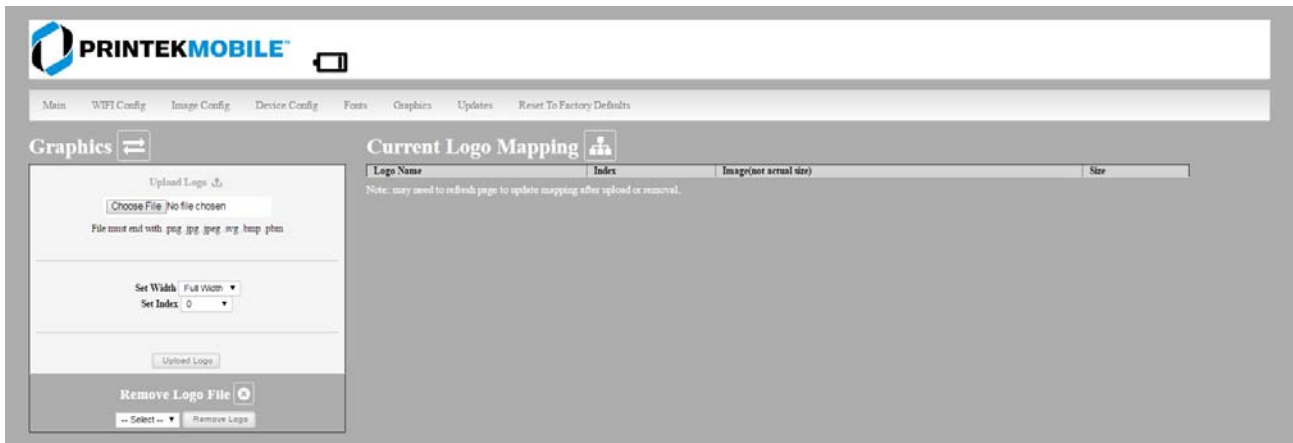 PRINTEKMOBILE™
Main WIFI Config Image Config Device Config Fonts Graphics Updates Reset To Factory Defaults
Graphics
Upload Logo
Choose File No file chosen
File must end with .png .jpg .jpeg .svg .bmp .pbm
Set Width Full Width
Set Index 0
Upload Logo
Remove Logo File
-- Select -- Remove Logo
Current Logo Mapping
Logo Name Index Image(not actual size) Size
Note: may need to refresh page to update mapping after upload or removal.